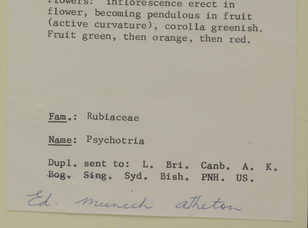 flowers: inflorescence erect in
flower, becoming pendulous in fruit
(active curvature), corolla greenish.
Fruit green, then orange, then red.
Fam.: Rubiaceae
Name: Psychotria
Dupl. sent to: L. Bri. Canb. A. K.
Bog. Sing. Syd. Bish. PNH. US.
Ed. Munich Atheton